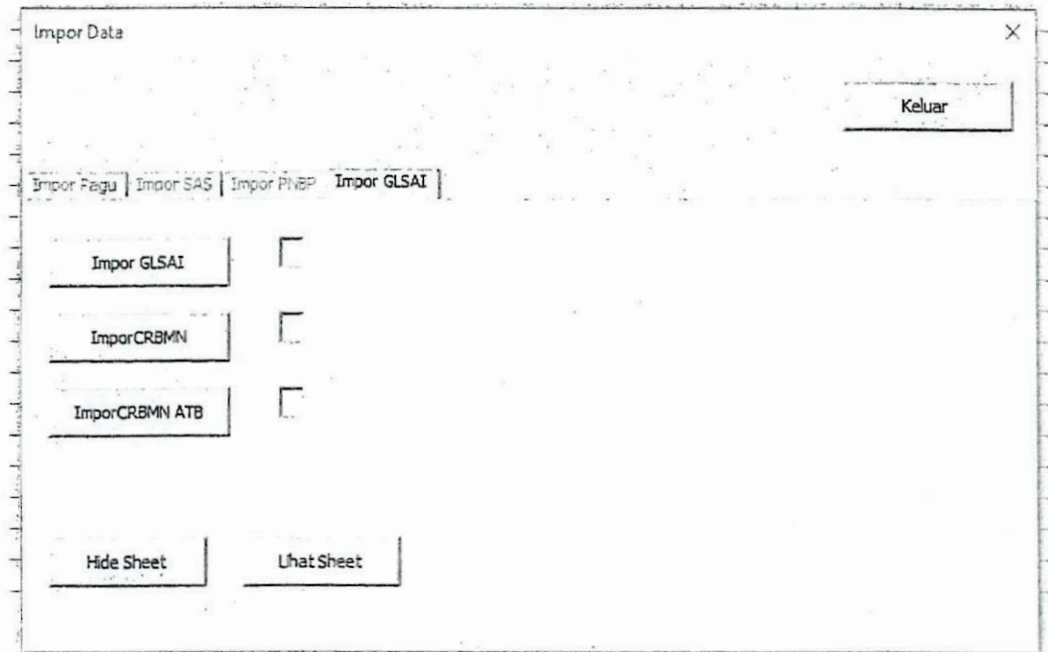 Impor Data
Keluar
Impor Pagu Impor SAS Impor PNBP Impor GLSAI
Impor GLSAI
ImporCRBMN
ImporCRBMN ATB
Hide Sheet Lihat Sheet